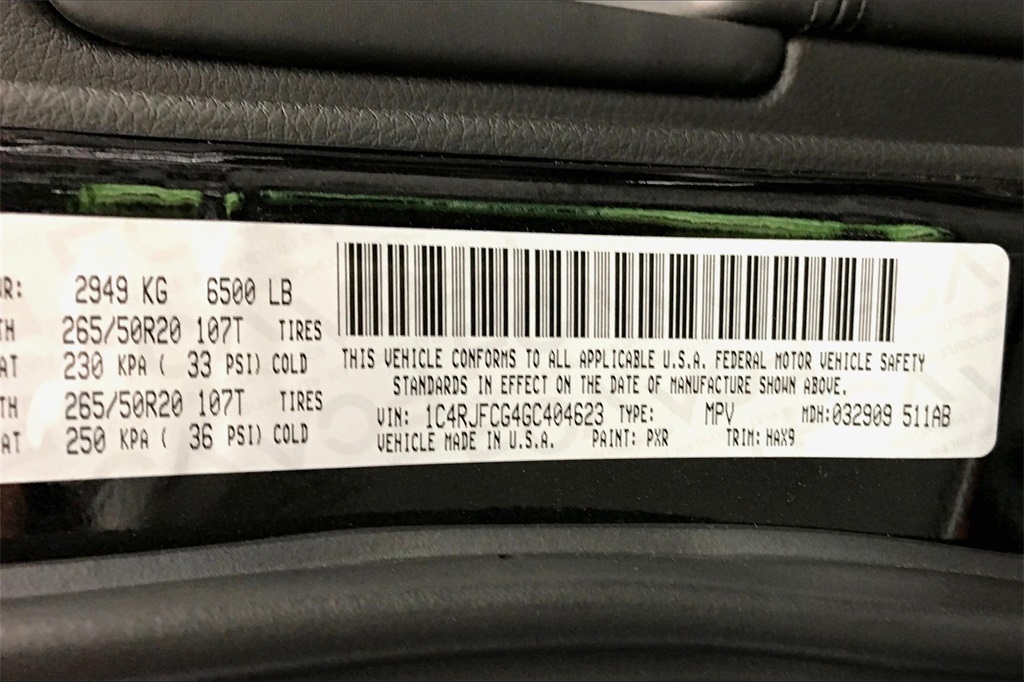 R: 2949 KG 6500 LB
TH 265/50R20 107T TIRES
AT 230 KPA ( 33 PSI) COLD
TH 265/50R20 107T TIRES
AT 250 KPA ( 36 PSI) COLD
THIS VEHICLE CONFORMS TO ALL APPLICABLE U.S.A. FEDERAL MOTOR VEHICLE SAFETY
STANDARDS IN EFFECT ON THE DATE OF MANUFACTURE SHOWN ABOVE.
VIN: 1C4RJFCG4GC404623 TYPE: MPV MDH:032909 511AB
VEHICLE MADE IN U.S.A. PAINT: PXR TRIM: HAX9